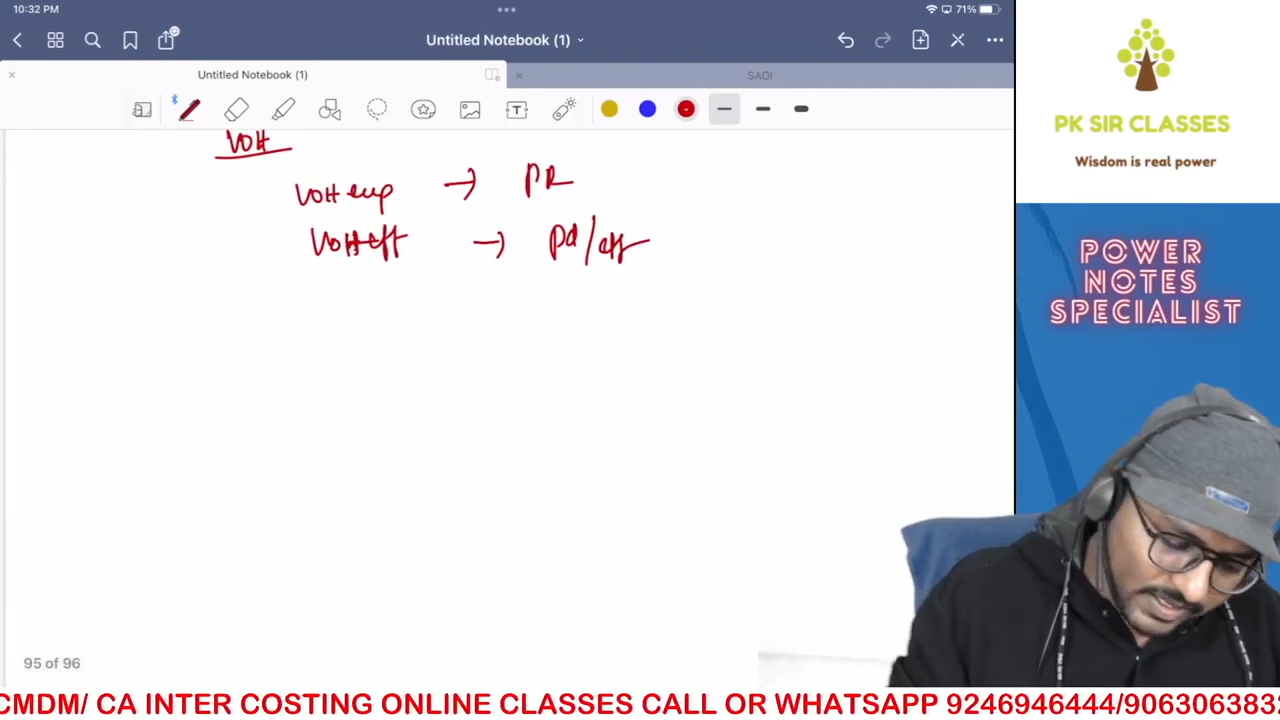 10:32 PM
71%
Untitled Notebook (1)
Untitled Notebook (1)
SAOI
VOH
VOH exp → PR
VOH eff → Pd/eff
95 of 96
PK SIR CLASSES
Wisdom is real power
POWER
NOTES
SPECIALIST
CMDM/ CA INTER COSTING ONLINE CLASSES CALL OR WHATSAPP 9246946444/906306383